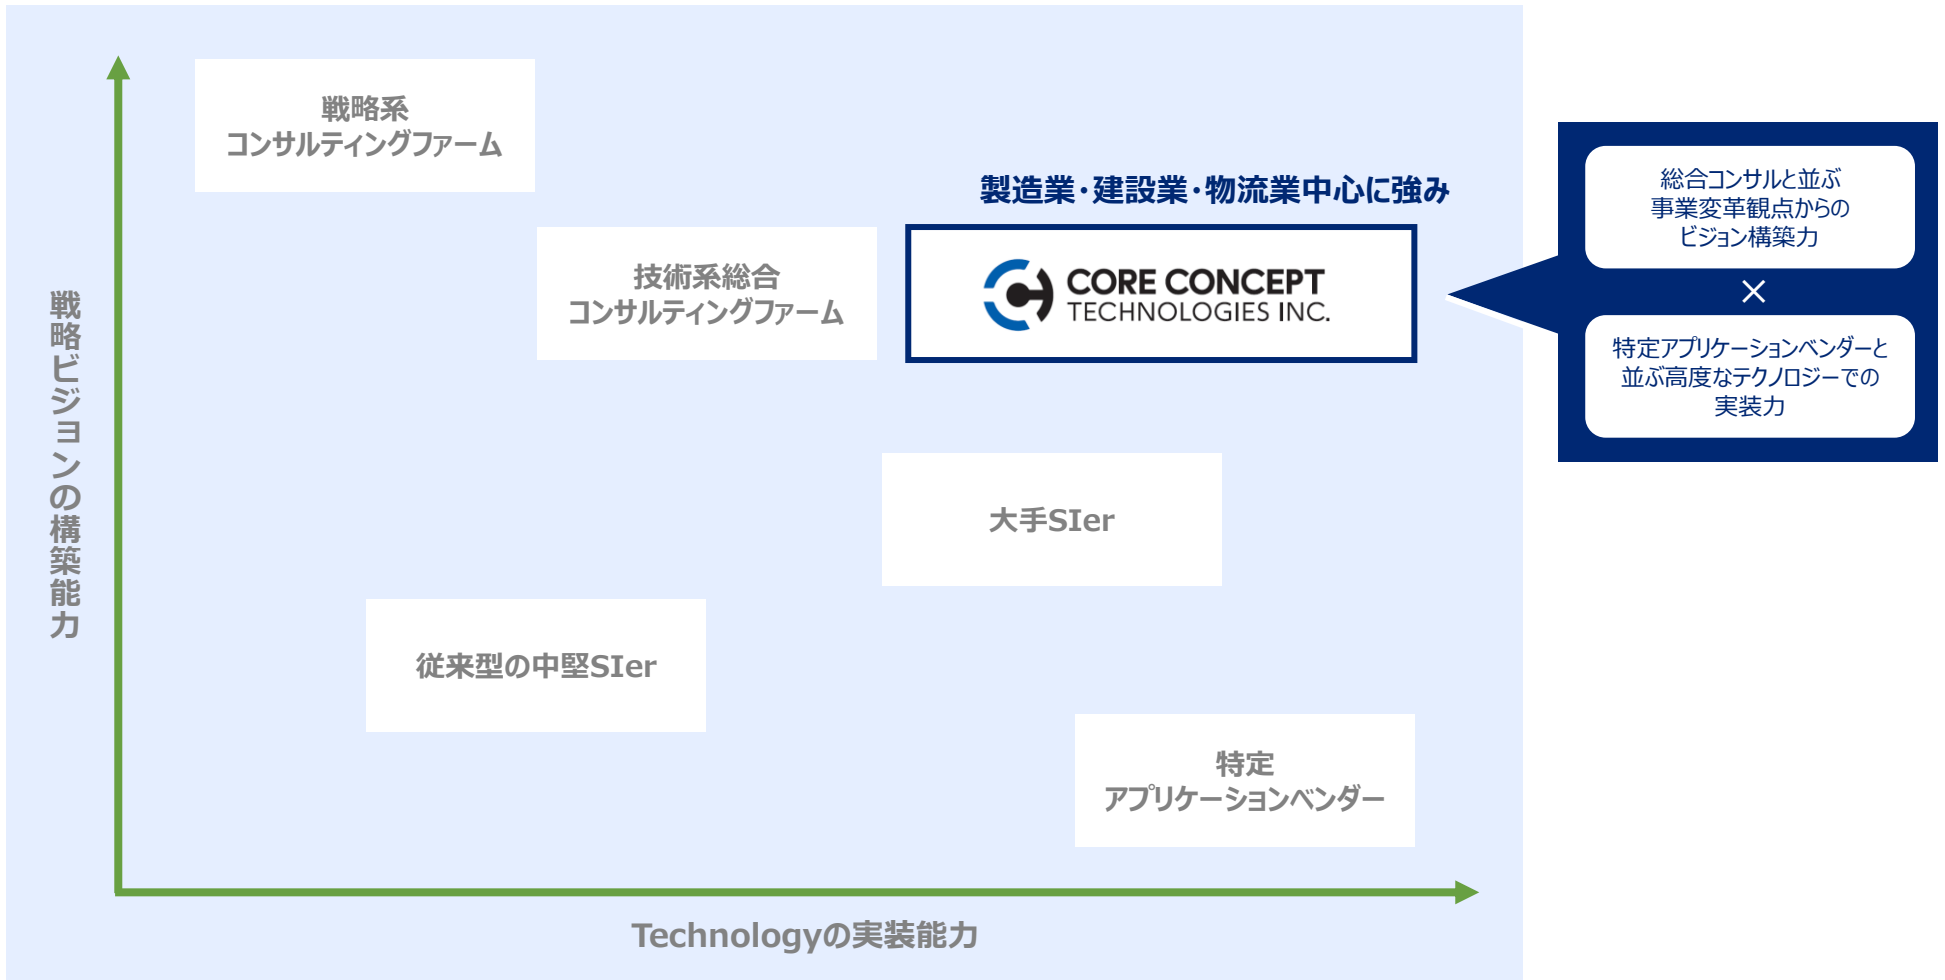 戦略系
コンサルティングファーム
製造業・建設業・物流業中心に強み
技術系総合
コンサルティングファーム
CORE CONCEPT
TECHNOLOGIES INC.
総合コンサルと並ぶ
事業変革観点からの
ビジョン構築力
×
特定アプリケーションベンダーと
並ぶ高度なテクノロジーでの
実装力
戦略ビジョンの構築能力
大手SIer
従来型の中堅SIer
特定
アプリケーションベンダー
Technologyの実装能力